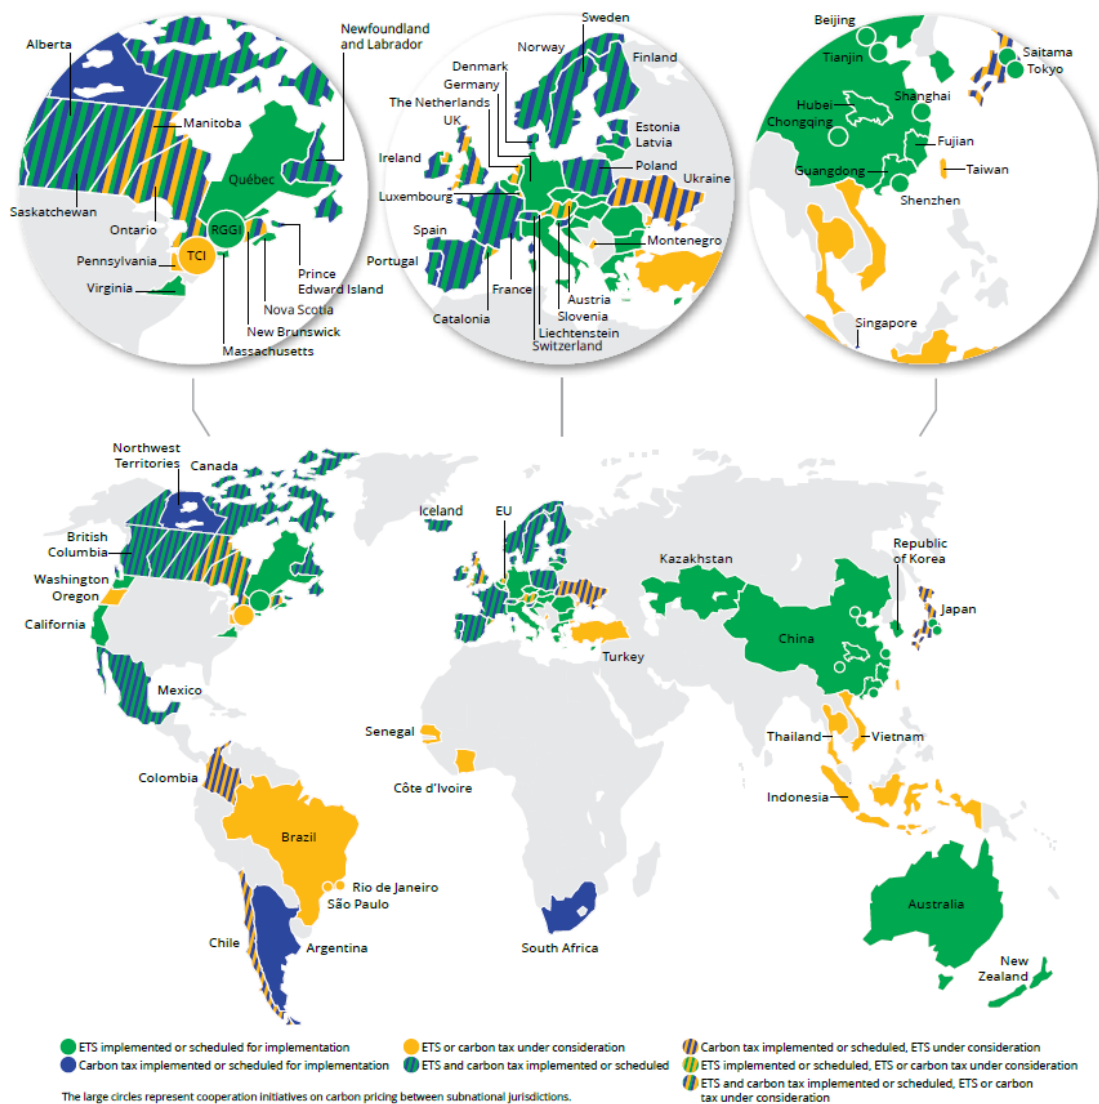 Alberta
Newfoundland
and Labrador
Manitoba
Québec
Saskatchewan
Ontario
RGGI
TCI
Pennsylvania
Virginia
Prince
Edward Island
Nova Scotia
New Brunswick
Massachusetts
Sweden
Norway
Finland
Denmark
Germany
The Netherlands
UK
Estonia
Latvia
Ireland
Poland
Ukraine
Luxembourg
Spain
Montenegro
Portugal
France
Austria
Catalonia
Slovenia
Liechtenstein
Switzerland
Beijing
Tianjin
Saitama
Tokyo
Shanghai
Hubei
Chongqing
Fujian
Guangdong
Taiwan
Shenzhen
Singapore
Northwest
Territories
Canada
Iceland
EU
British
Columbia
Kazakhstan
Republic
of Korea
Washington
Oregon
Japan
California
China
Turkey
Mexico
Senegal
Thailand
Vietnam
Colombia
Côte d'Ivoire
Indonesia
Brazil
Rio de Janeiro
São Paulo
Australia
Chile
Argentina
South Africa
New
Zealand
ETS implemented or scheduled for implementation
Carbon tax implemented or scheduled for implementation
ETS or carbon tax under consideration
ETS and carbon tax implemented or scheduled
Carbon tax implemented or scheduled, ETS under consideration
ETS implemented or scheduled, ETS or carbon tax under consideration
ETS and carbon tax implemented or scheduled, ETS or carbon
tax under consideration
The large circles represent cooperation initiatives on carbon pricing between subnational jurisdictions.